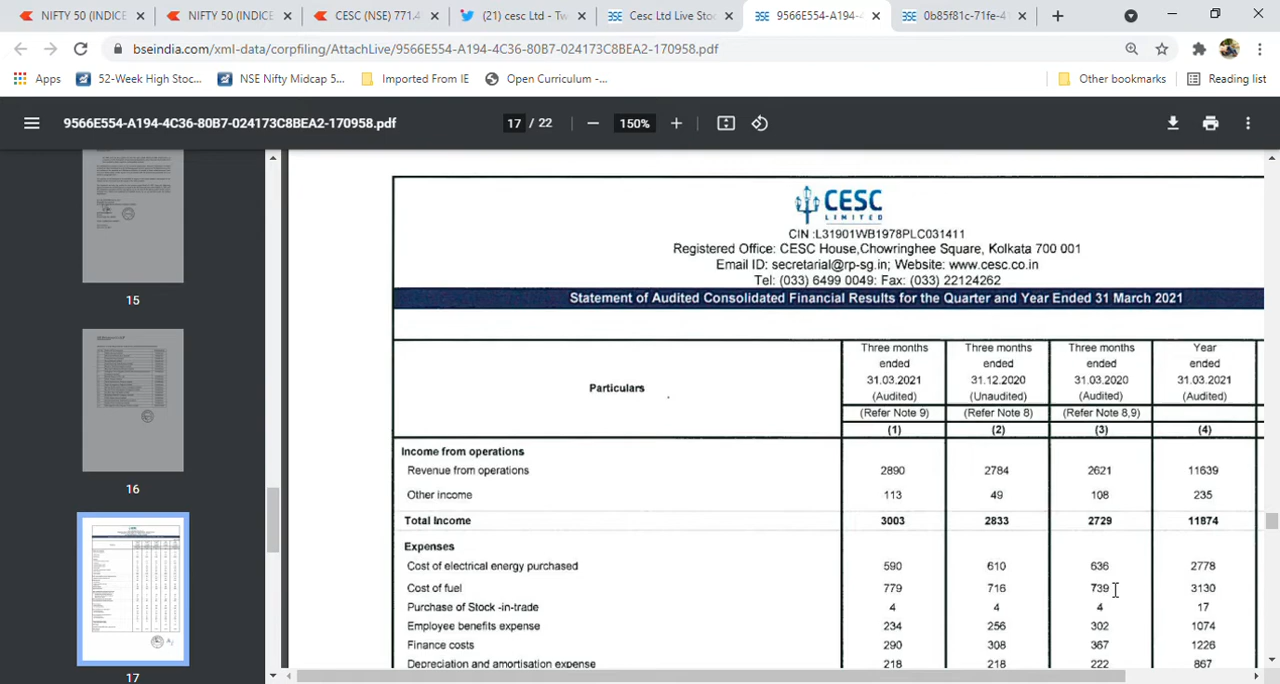 NIFTY 50 (INDICE
NIFTY 50 (INDICE
CESC (NSE) 771.4
(21) cesc Ltd - Tw
Cesc Ltd Live Sto
9566E554-A194-
0b85f81c-71fe-4
bseindia.com/xml-data/corpfiling/AttachLive/9566E554-A194-4C36-80B7-024173C8BEA2-170958.pdf
Apps
52-Week High Stoc...
NSE Nifty Midcap 5...
Imported From IE
Open Curriculum -...
Other bookmarks
Reading list
9566E554-A194-4C36-80B7-024173C8BEA2-170958.pdf
17 / 22
150%
15
16
17
CESC
LIMITED
CIN :L31901WB1978PLC031411
Registered Office: CESC House,Chowringhee Square, Kolkata 700 001
Email ID: secretarial@rp-sg.in; Website: www.cesc.co.in
Tel: (033) 6499 0049: Fax: (033) 22124262
Statement of Audited Consolidated Financial Results for the Quarter and Year Ended 31 March 2021
Particulars
Three months ended 31.03.2021 (Audited)
Three months ended 31.12.2020 (Unaudited)
Three months ended 31.03.2020 (Audited)
Year ended 31.03.2021 (Audited)
(Refer Note 9) (Refer Note 8) (Refer Note 8,9)
(1) (2) (3) (4)
Income from operations
Revenue from operations 2890 2784 2621 11639
Other income 113 49 108 235
Total Income 3003 2833 2729 11874
Expenses
Cost of electrical energy purchased 590 610 636 2778
Cost of fuel 779 716 739 3130
Purchase of Stock -in-trade 4 4 4 17
Employee benefits expense 234 256 302 1074
Finance costs 290 308 367 1226
Depreciation and amortisation expense 218 218 222 867